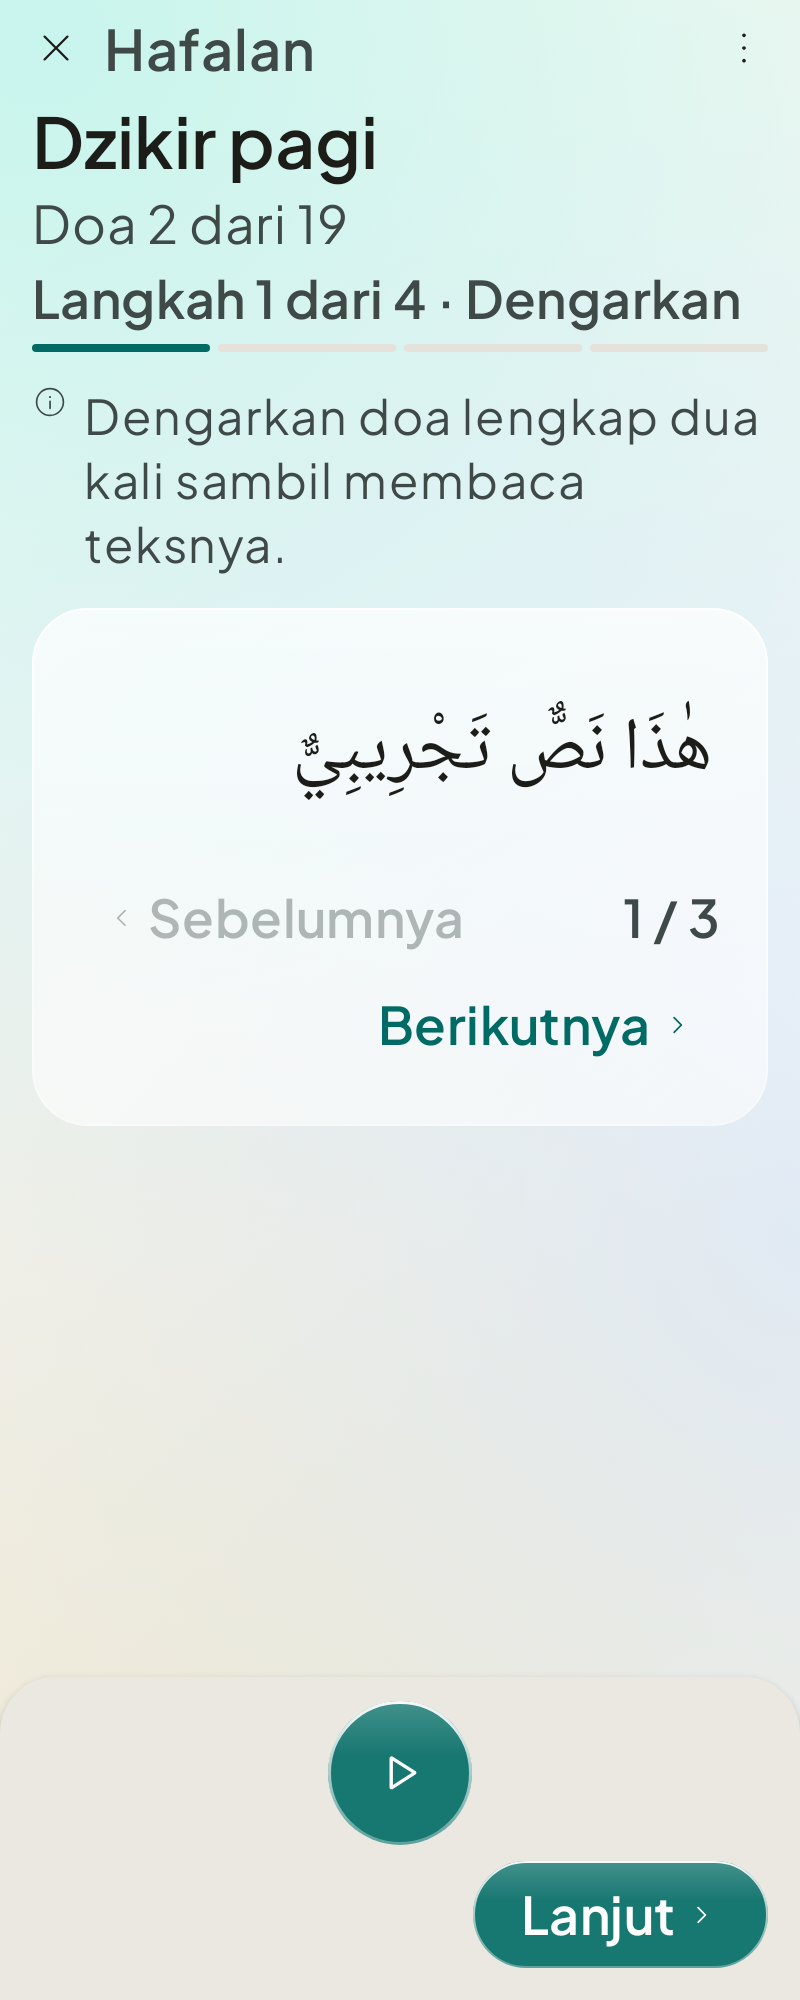 Hafalan
Dzikir pagi
Doa 2 dari 19
Langkah 1 dari 4 · Dengarkan
Dengarkan doa lengkap dua
kali sambil membaca
teksnya.
هٰذَا نَصٌّ تَجْرِيبِيٌّ
Sebelumnya
1 / 3
Berikutnya
Lanjut